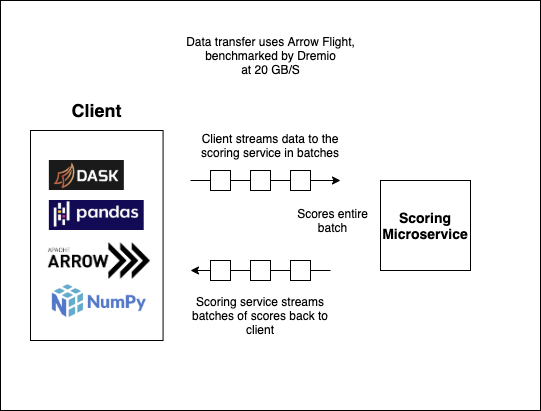 Data transfer uses Arrow Flight,
benchmarked by Dremio
at 20 GB/S
Client
Client streams data to the
scoring service in batches
DASK
pandas
Scores entire
batch
Scoring
Microservice
APACHE
ARROW
NumPy
Scoring service streams
batches of scores back to
client